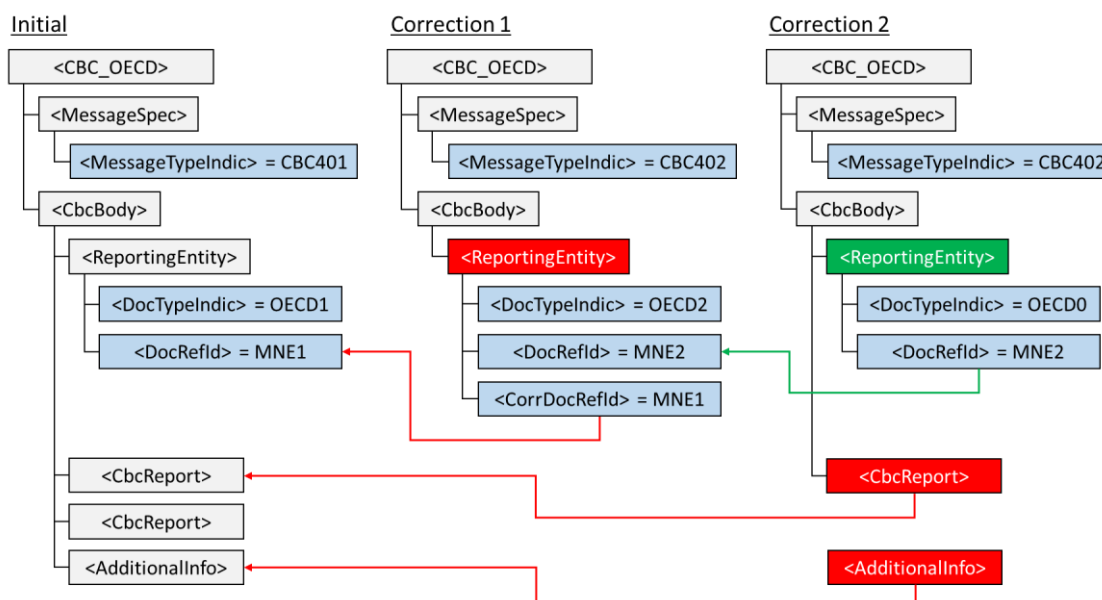 Initial
<CBC_OECD>
<MessageSpec>
<MessageTypeIndic> = CBC401
<CbcBody>
<ReportingEntity>
<DocTypeIndic> = OECD1
<DocRefId> = MNE1
<CbcReport>
<CbcReport>
<AdditionalInfo>
Correction 1
<CBC_OECD>
<MessageSpec>
<MessageTypeIndic> = CBC402
<CbcBody>
<ReportingEntity>
<DocTypeIndic> = OECD2
<DocRefId> = MNE2
<CorrDocRefId> = MNE1
Correction 2
<CBC_OECD>
<MessageSpec>
<MessageTypeIndic> = CBC402
<CbcBody>
<ReportingEntity>
<DocTypeIndic> = OECD0
<DocRefId> = MNE2
<CbcReport>
<AdditionalInfo>